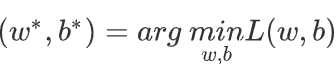 (w*, b*) = arg min L(w, b)
w,b